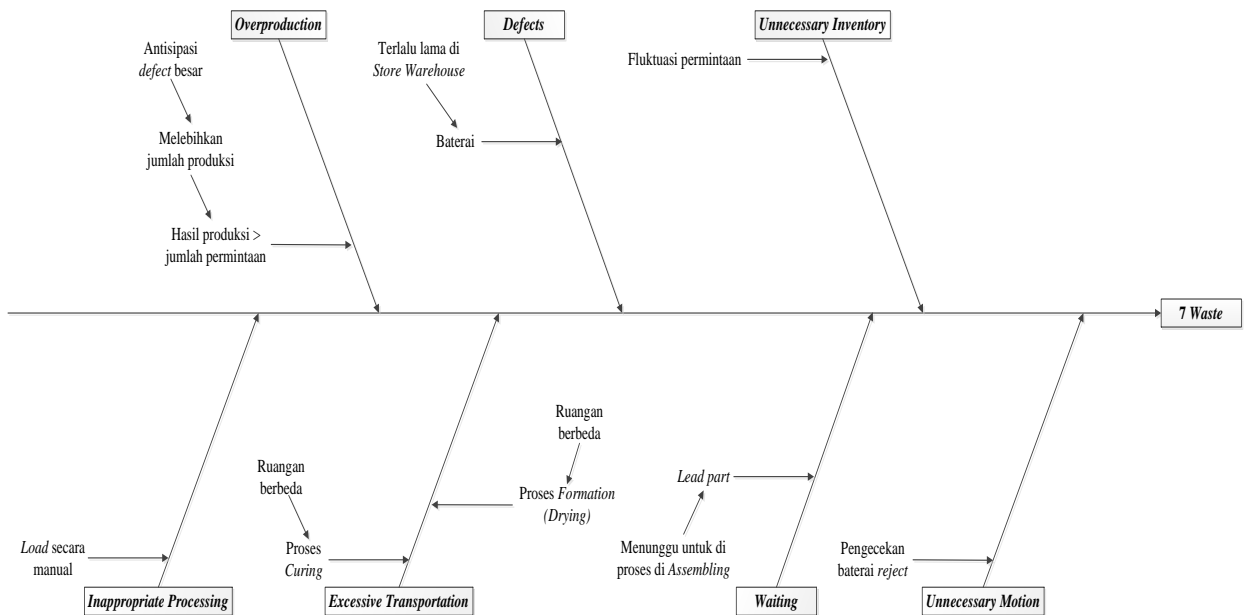 Overproduction
Defects
Unnecessary Inventory
Antisipasi
defect besar
Terlalu lama di
Store Warehouse
Fluktuasi permintaan
Melebihkan
jumlah produksi
Baterai
Hasil produksi >
jumlah permintaan
7 Waste
Ruangan
berbeda
Ruangan
berbeda
Lead part
Proses Formation
(Drying)
Load secara
manual
Proses
Curing
Menunggu untuk di
proses di Assembling
Pengecekan
baterai reject
Inappropriate Processing
Excessive Transportation
Waiting
Unnecessary Motion